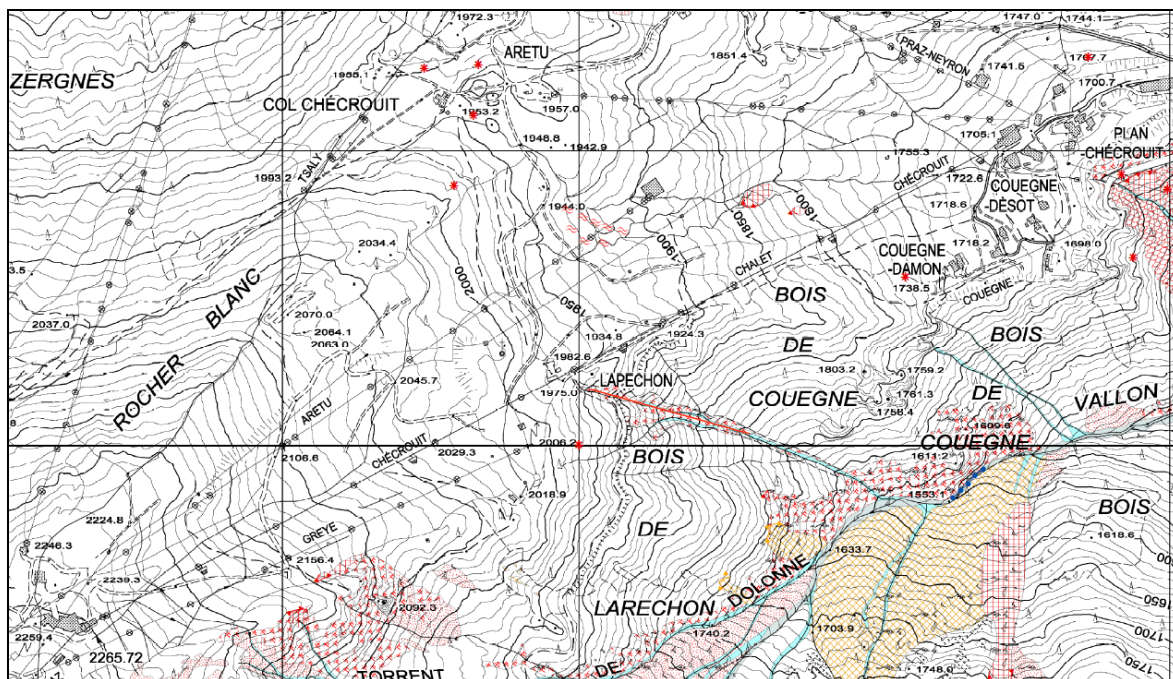 1972.3
ARETU
1747.0
1744.1
PRAZ-NEYRON
1851.4
1741.5
1767.7
1700.7
ZERGNES
1955.1
COL CHÉCROUIT
1953.2
1957.0
1948.8
1942.9
1705.1
PLAN
-CHÉCROUIT
TSALY
1993.2
1755.3
CHÉCROUIT
1722.6
COUEGNE
-DÉSOT
1718.6
1944.0
1850
1800
1900
2034.4
1718.2
1698.0
COUEGNE
-DAMON
1738.5
COUEGNE
CHALET
2000
1950
BOIS
DE
COUEGNE
ROCHER BLANC
2037.0
2070.0
2064.1
2063.0
1934.8
1924.3
1982.6
LAPECHON
1975.0
2045.7
1803.2
1759.2
1761.3
1758.4
BOIS
DE
COUEGNE
VALLON
1609.6
ARETU
CHÉCROUIT
2106.6
2029.3
2006.2
2018.9
BOIS
DE
LARECHON
1611.2
1553.1
BOIS
1618.6
2224.8
2246.3
2239.3
GREYE
2156.4
2092.3
1633.7
DOLONNE
DE
1740.2
1703.9
1748.0
2259.4
2265.72
TORRENT
1650
1700
1750